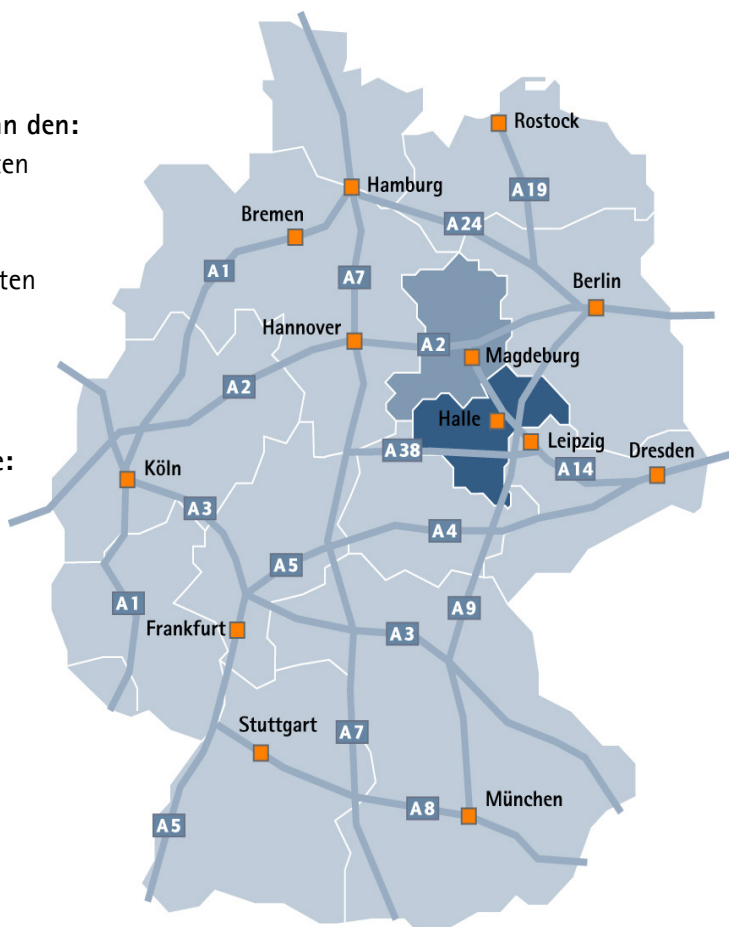 n den:
ten
ten
e:
Rostock
A19
Hamburg
A24
Bremen
A1
A7
Berlin
Hannover
A2
Magdeburg
A2
Halle
Leipzig
Dresden
A38
A14
Köln
A3
A4
A5
A1
A9
Frankfurt
A3
Stuttgart
A7
München
A8
A5